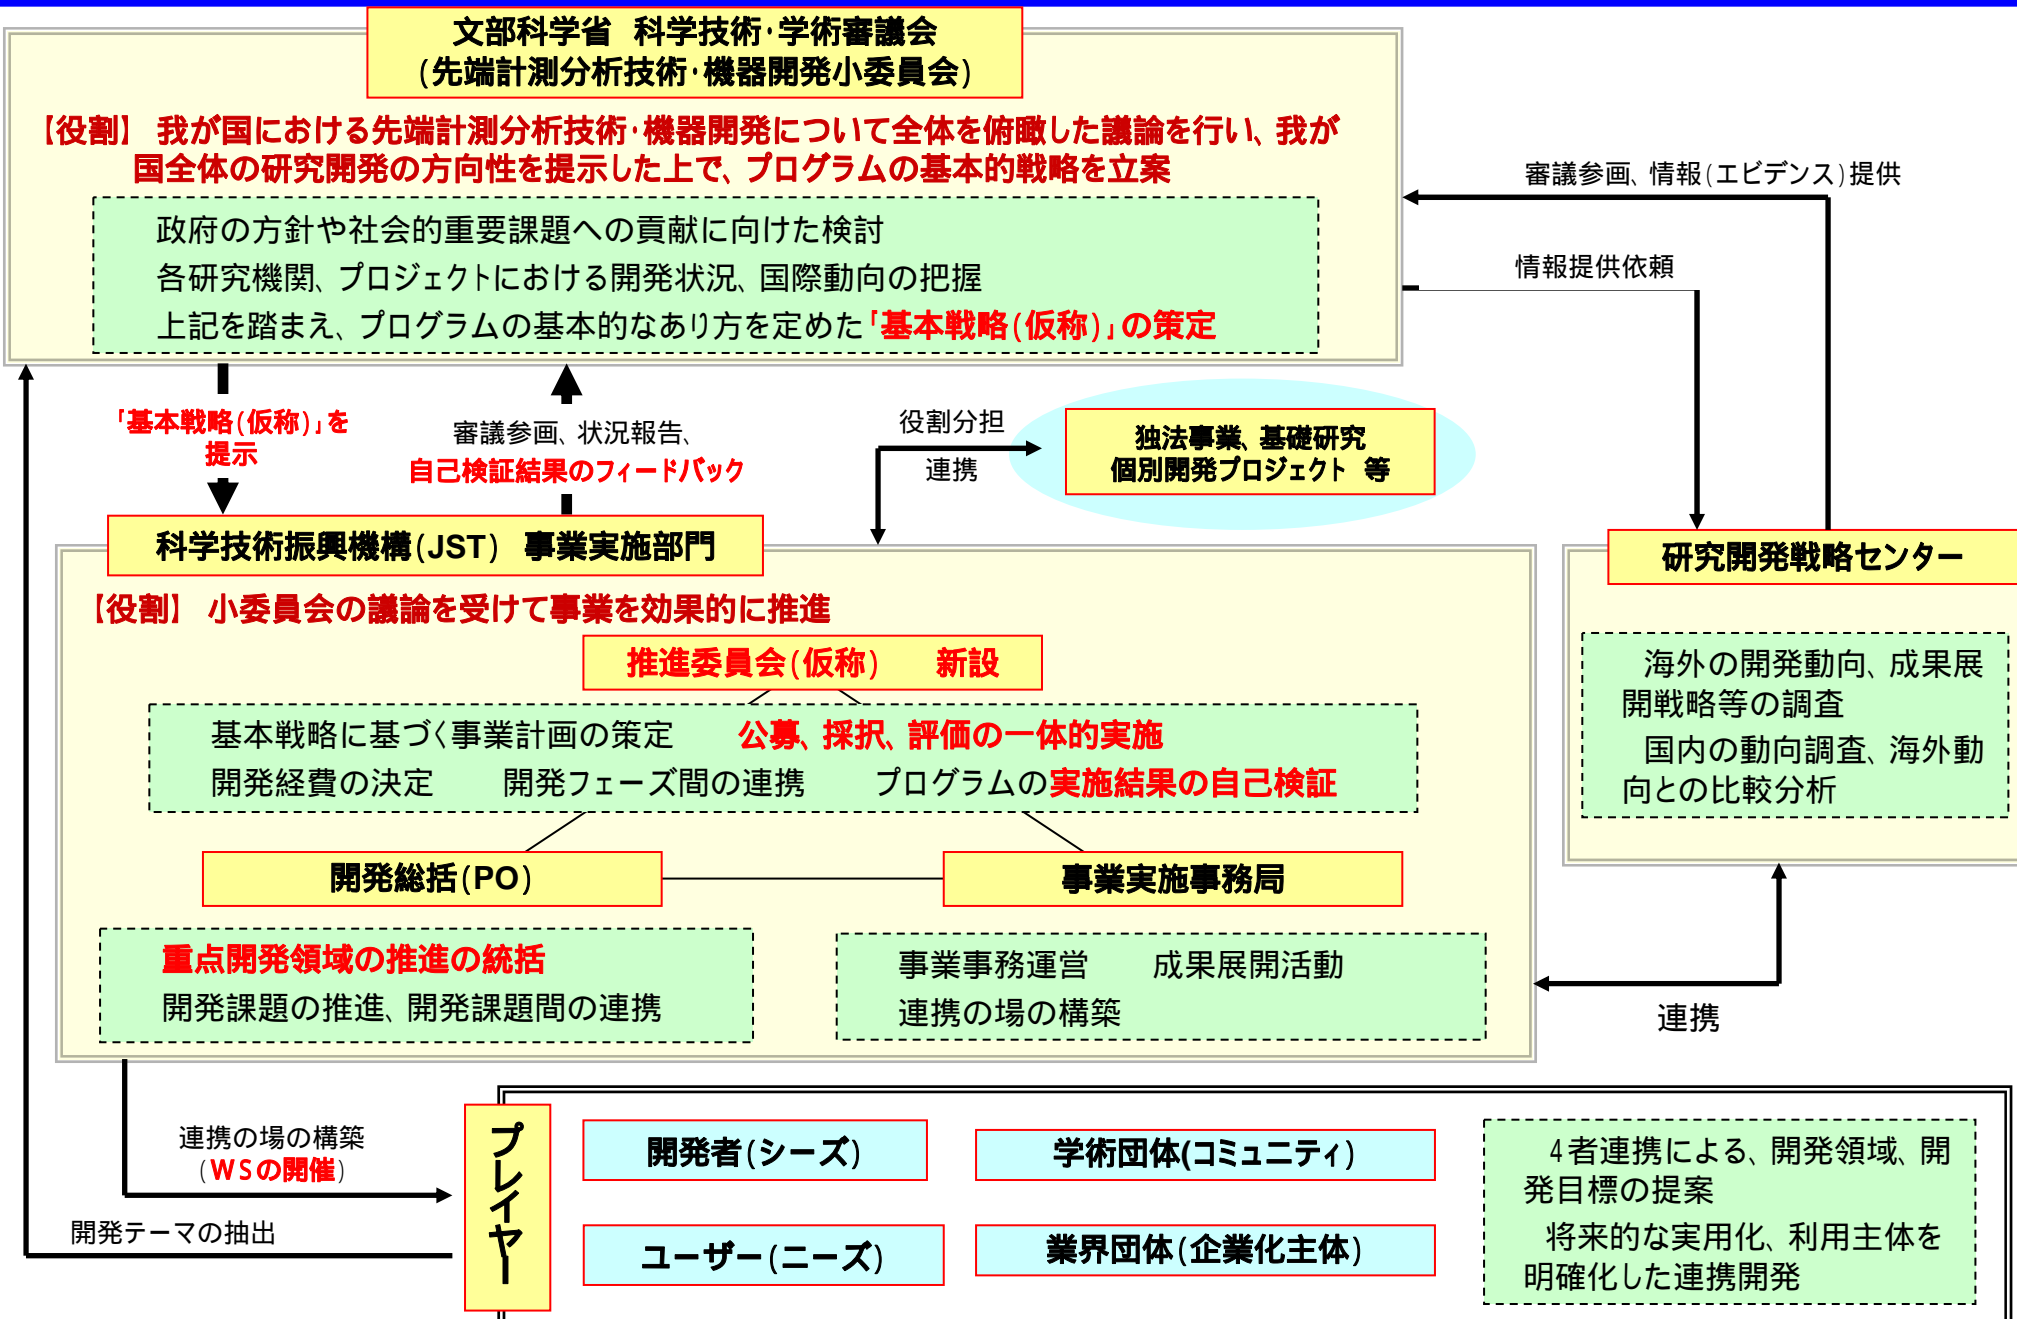 文部科学省　科学技術･学術審議会
(先端計測分析技術･機器開発小委員会)
【役割】 我が国における先端計測分析技術･機器開発について全体を俯瞰した議論を行い、我が
国全体の研究開発の方向性を提示した上で、プログラムの基本的戦略を立案
政府の方針や社会的重要課題への貢献に向けた検討
各研究機関、プロジェクトにおける開発状況、国際動向の把握
上記を踏まえ、プログラムの基本的なあり方を定めた「基本戦略(仮称)」の策定
審議参画、情報(エビデンス)提供
情報提供依頼
「基本戦略(仮称)」を
提示
審議参画、状況報告、
自己検証結果のフィードバック
役割分担
連携
独法事業、基礎研究
個別開発プロジェクト 等
科学技術振興機構(JST) 事業実施部門
【役割】 小委員会の議論を受けて事業を効果的に推進
推進委員会(仮称)　新設
基本戦略に基づく事業計画の策定　公募、採択、評価の一体的実施
開発経費の決定　開発フェーズ間の連携　プログラムの実施結果の自己検証
開発総括(PO)
事業実施事務局
重点開発領域の推進の統括
開発課題の推進、開発課題間の連携
事業事務運営　成果展開活動
連携の場の構築
研究開発戦略センター
海外の開発動向、成果展
開戦略等の調査
国内の動向調査、海外動
向との比較分析
連携
連携の場の構築
(WSの開催)
開発テーマの抽出
プレイヤー
開発者(シーズ)
学術団体(コミュニティ)
ユーザー(ニーズ)
業界団体(企業化主体)
4者連携による、開発領域、開
発目標の提案
将来的な実用化、利用主体を
明確化した連携開発